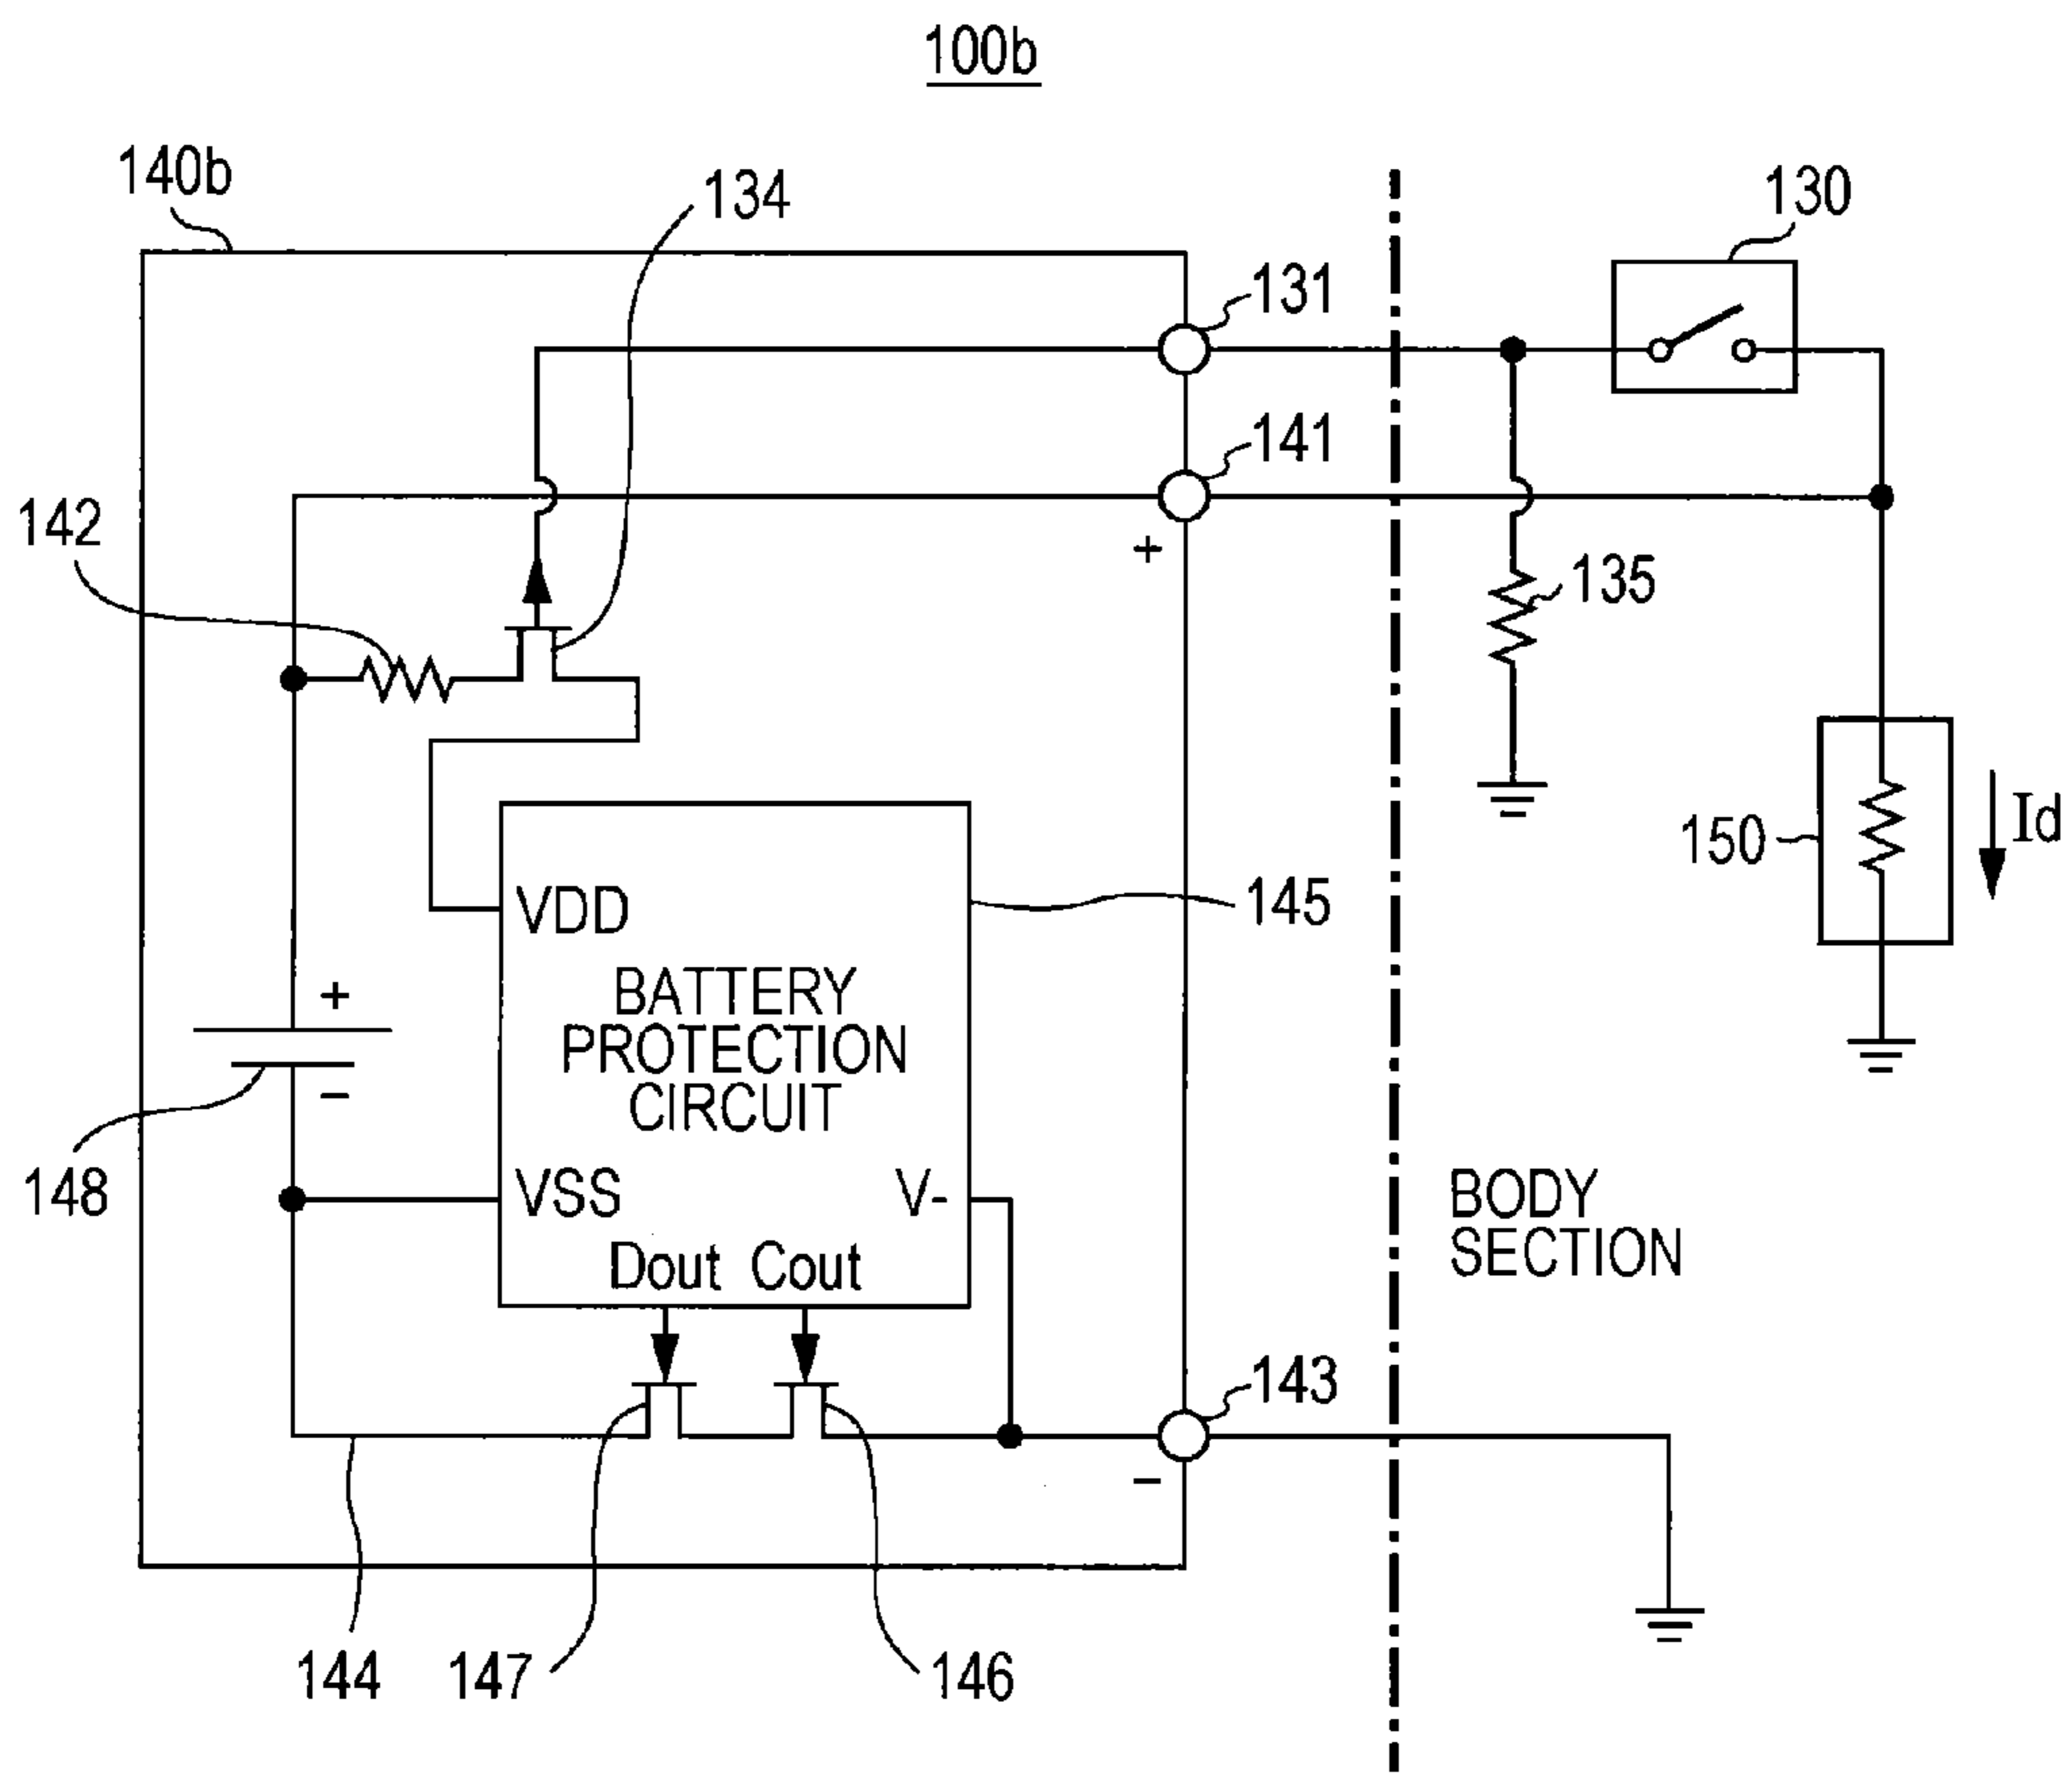 100b
140b
134
130
131
141
+
142
135
150
Id
VDD
145
BATTERY
PROTECTION
CIRCUIT
+
-
148
VSS
V-
Dout Cout
BODY
SECTION
143
-
144
147
146